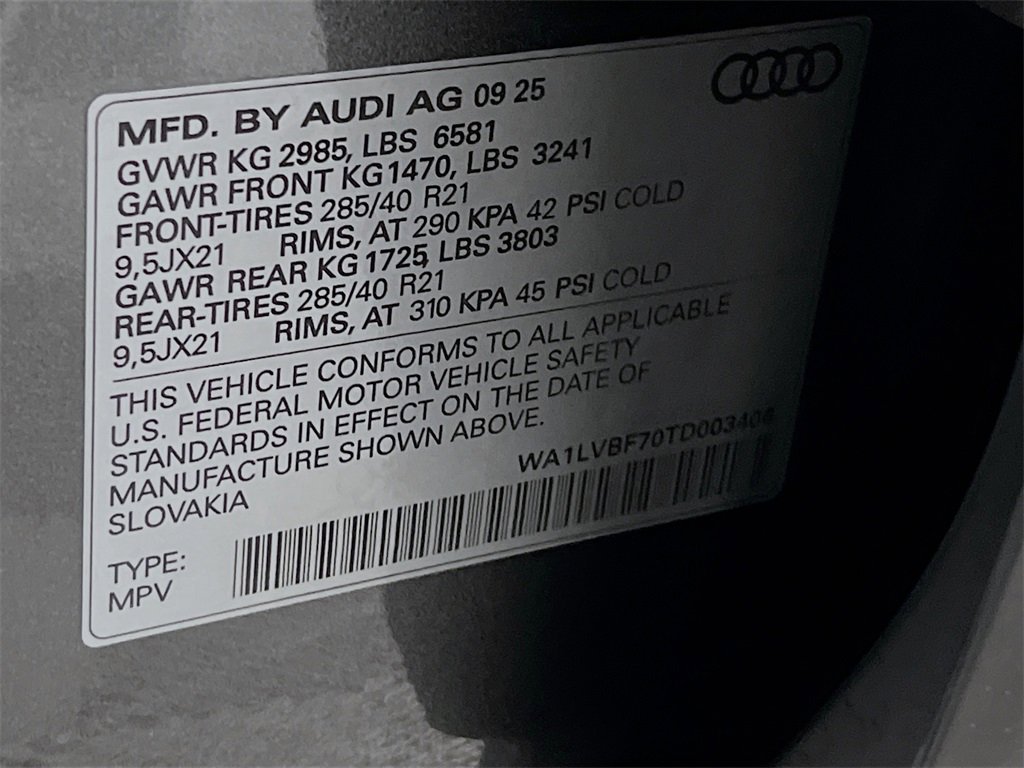 MFD. BY AUDI AG 09 25
GVWR KG 2985, LBS 6581
GAWR FRONT KG1470, LBS 3241
FRONT-TIRES 285/40 R21
9,5JX21 RIMS, AT 290 KPA 42 PSI COLD
GAWR REAR KG 1725, LBS 3803
REAR-TIRES 285/40 R21
9,5JX21 RIMS, AT 310 KPA 45 PSI COLD
THIS VEHICLE CONFORMS TO ALL APPLICABLE
U.S. FEDERAL MOTOR VEHICLE SAFETY
STANDARDS IN EFFECT ON THE DATE OF
MANUFACTURE SHOWN ABOVE.
SLOVAKIA
TYPE:
MPV